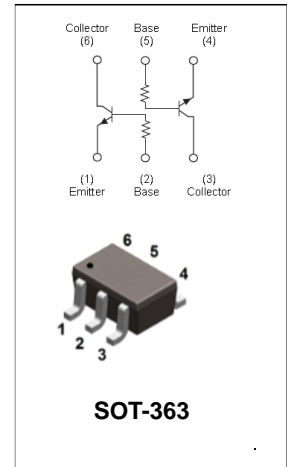 Collector Base Emitter
(6) (5) (4)
(1) (2) (3)
Emitter Base Collector
6
5
4
1
2
3
SOT-363
.